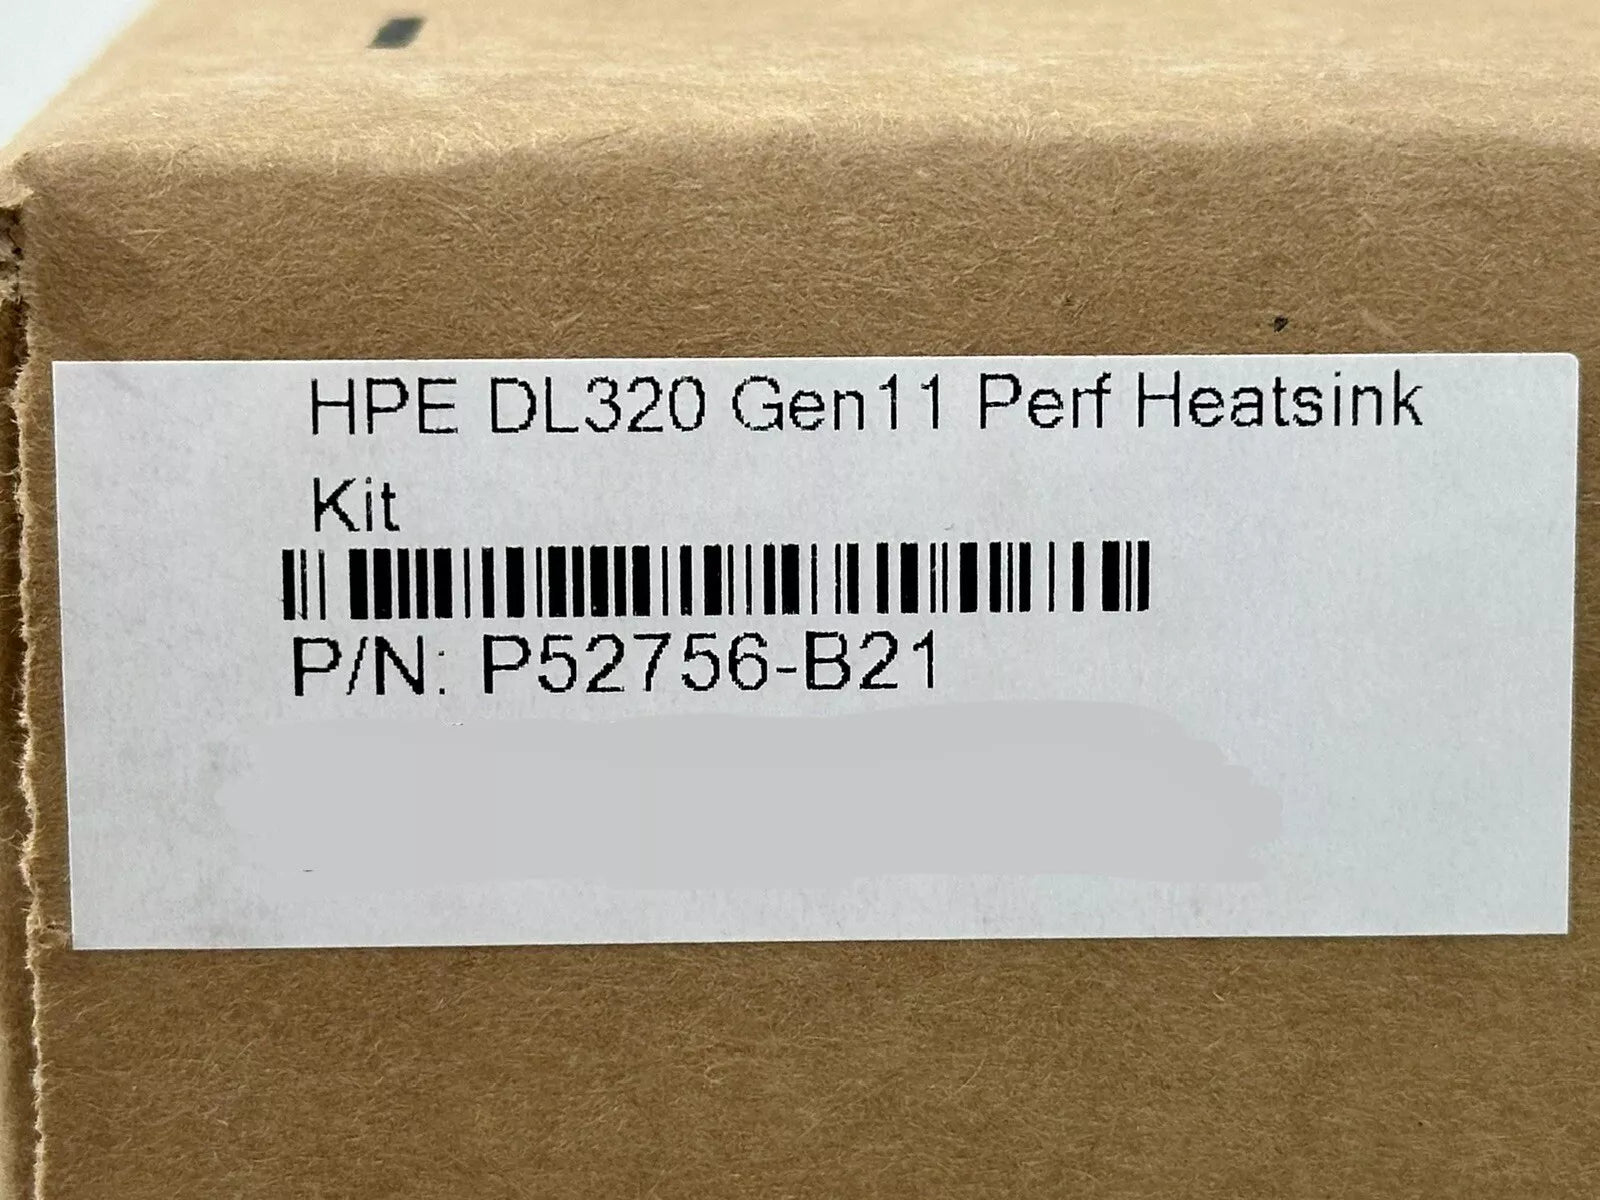 HPE DL320 Gen11 Perf Heatsink
Kit
P/N: P52756-B21